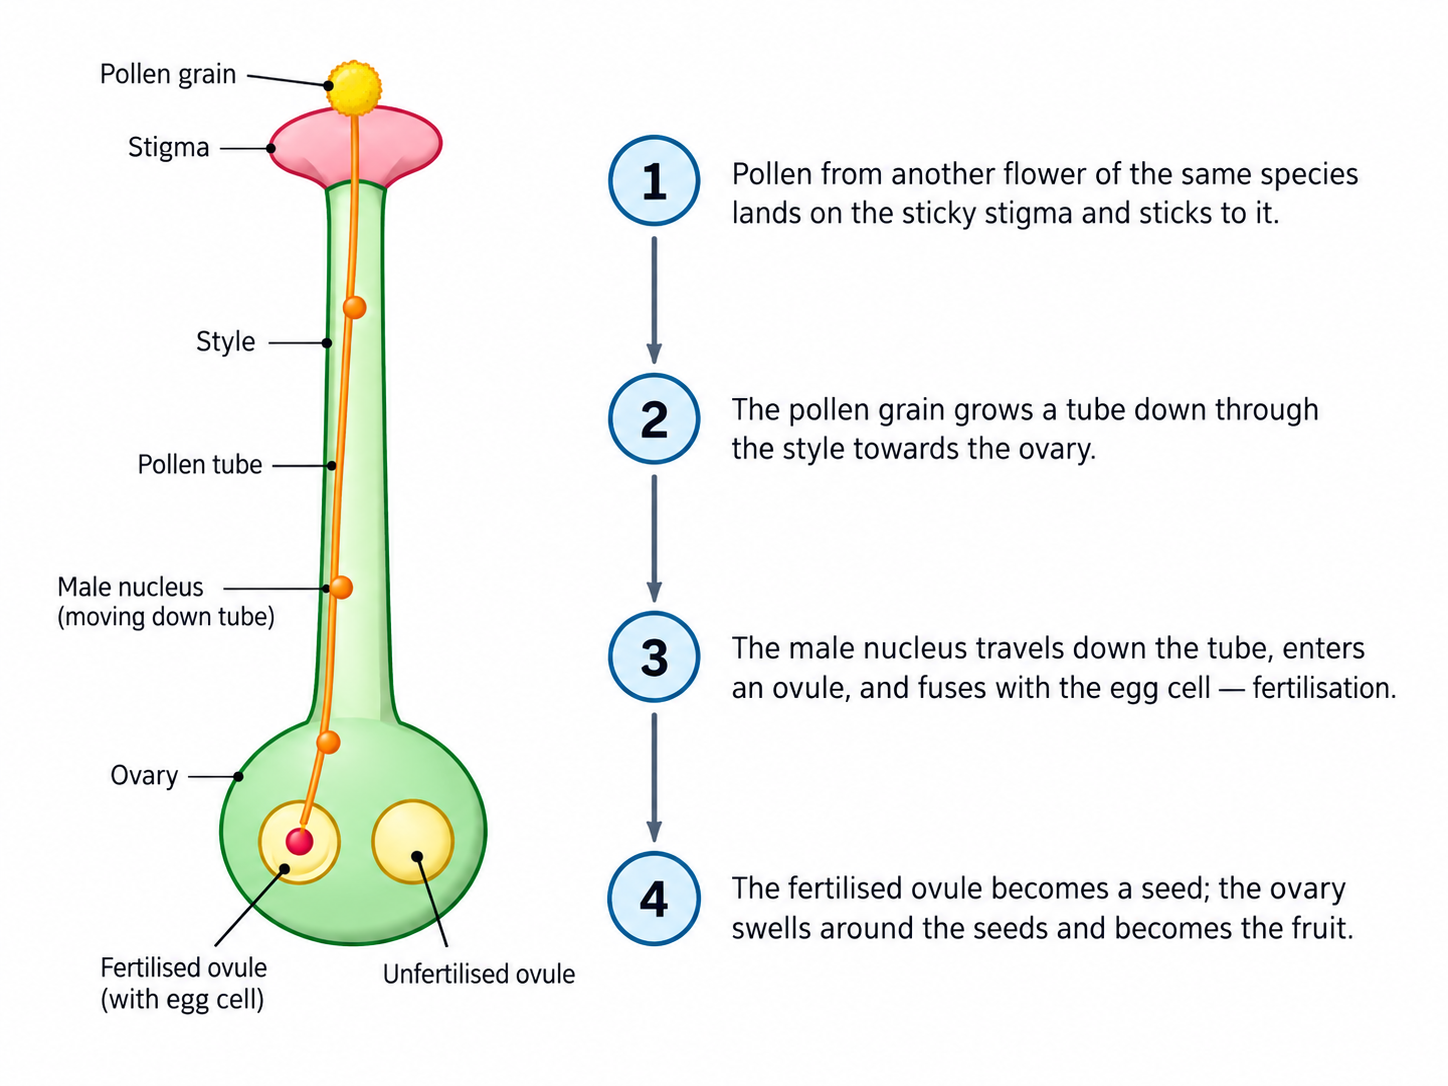 Pollen grain
Stigma
Style
Pollen tube
Male nucleus
(moving down tube)
Ovary
Fertilised ovule
(with egg cell)
Unfertilised ovule
1
Pollen from another flower of the same species
lands on the sticky stigma and sticks to it.
2
The pollen grain grows a tube down through
the style towards the ovary.
3
The male nucleus travels down the tube, enters
an ovule, and fuses with the egg cell — fertilisation.
4
The fertilised ovule becomes a seed; the ovary
swells around the seeds and becomes the fruit.